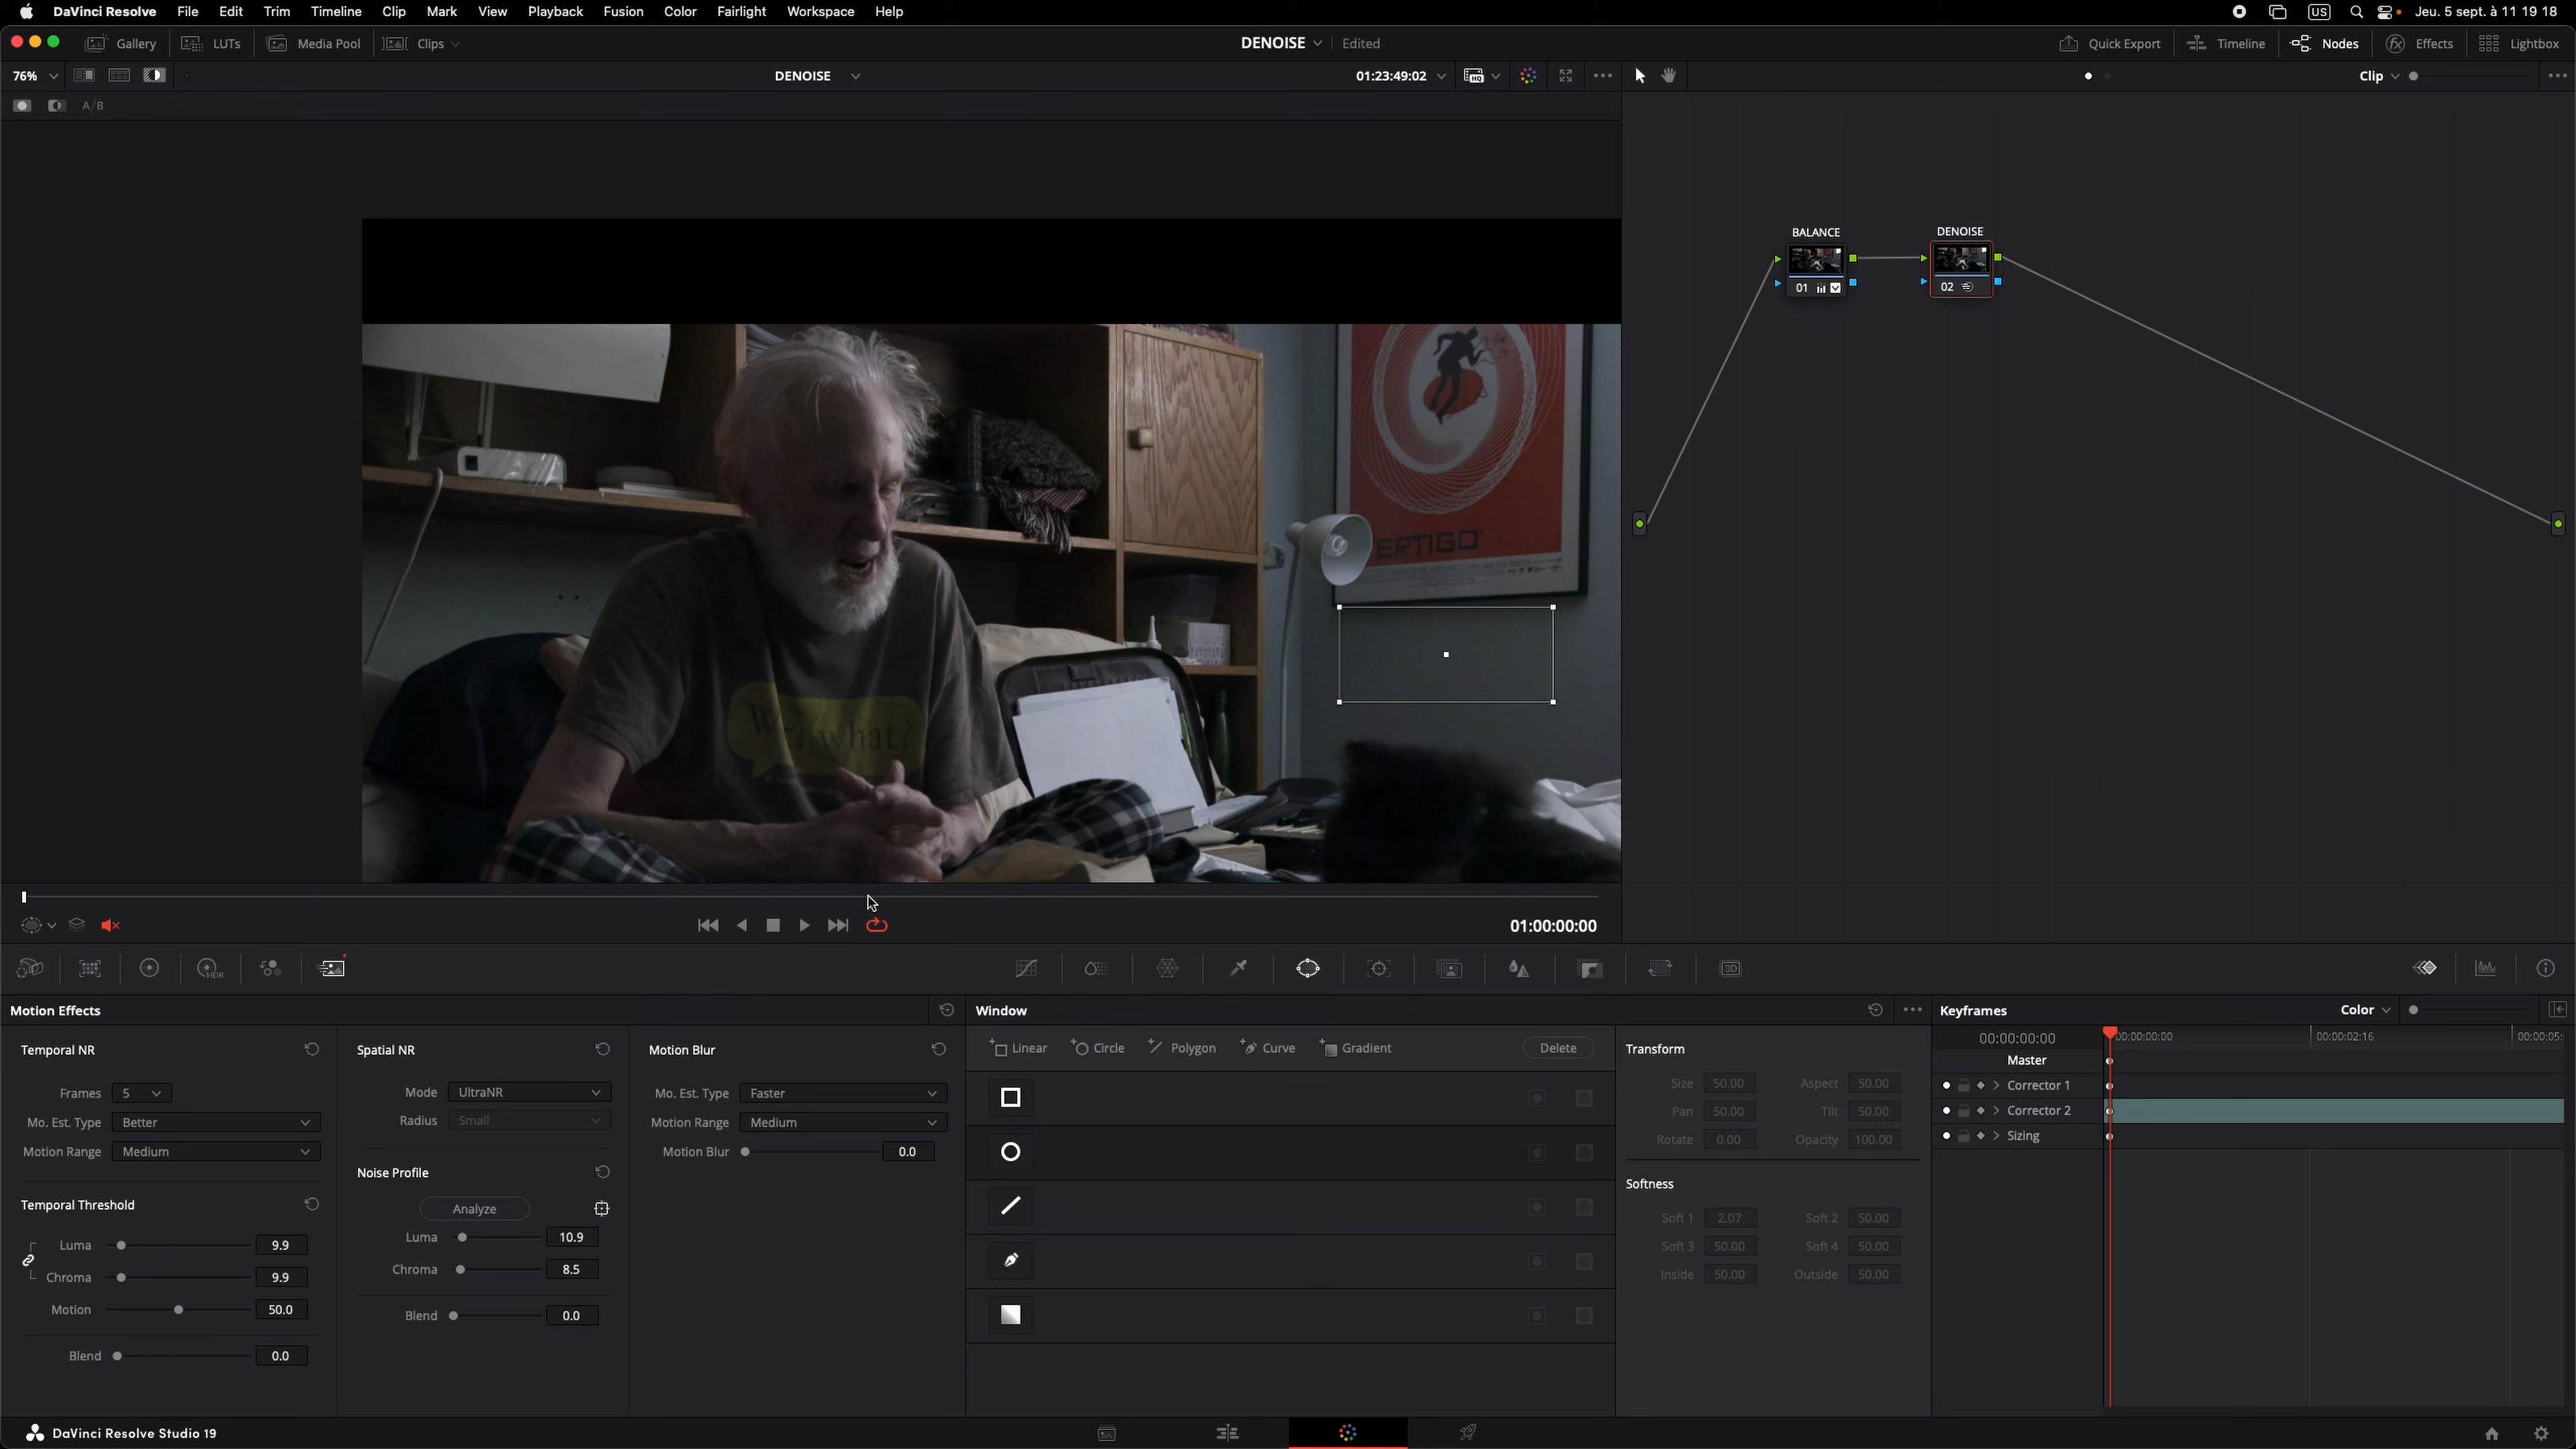 DaVinci Resolve File Edit Trim Timeline Clip Mark View Playback Fusion Color Fairlight Workspace Help US Jeu. 5 sept. à 11 19 18
Gallery LUTs Media Pool Clips DENOISE Edited Quick Export Timeline Nodes Effects Lightbox
76% DENOISE 01:23:49:02 HQ Clip
A/B
BALANCE DENOISE
01 02
ERTIGO
what?
01:00:00:00
HDR 3D
Motion Effects Window Keyframes Color
Temporal NR Spatial NR Motion Blur Linear Circle Polygon Curve Gradient Delete Transform 00:00:00:00 00:00:00:00 00:00:02:16 00:00:05:
Frames 5 Mode UltraNR Mo. Est. Type Faster Size 50.00 Aspect 50.00 Master
Mo. Est. Type Better Radius Small Motion Range Medium Pan 50.00 Tilt 50.00 Corrector 1
Motion Range Medium Motion Blur 0.0 Rotate 0.00 Opacity 100.00 Corrector 2
Noise Profile Sizing
Temporal Threshold Analyze Softness
Luma 9.9 Luma 10.9 Soft 1 2.07 Soft 2 50.00
Chroma 9.9 Chroma 8.5 Soft 3 50.00 Soft 4 50.00
Motion 50.0 Blend 0.0 Inside 50.00 Outside 50.00
Blend 0.0
DaVinci Resolve Studio 19